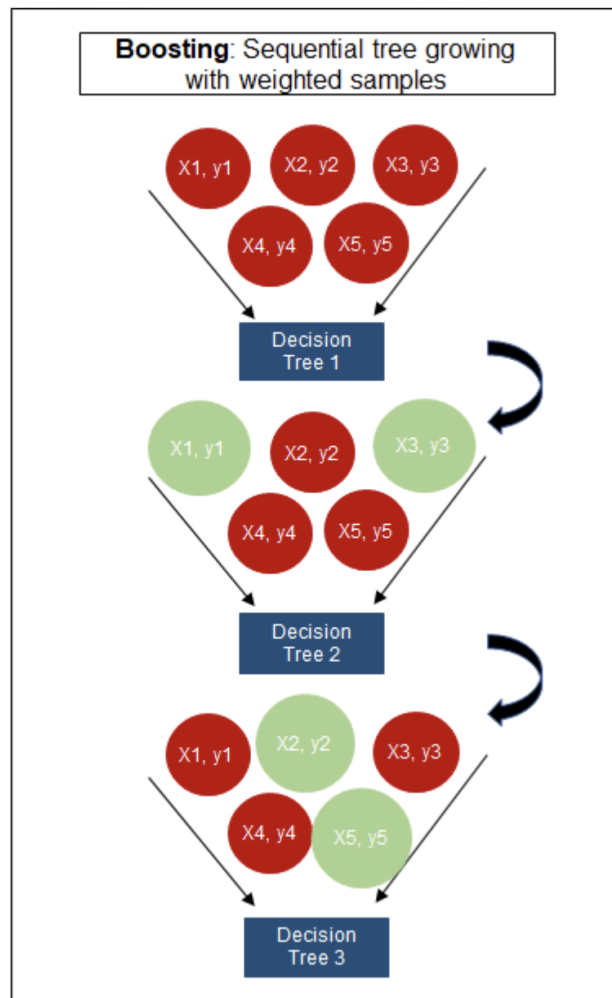 Boosting: Sequential tree growing
with weighted samples
X1, y1
X2, y2
X3, y3
X4, y4
X5, y5
Decision
Tree 1
X1, y1
X2, y2
X3, y3
X4, y4
X5, y5
Decision
Tree 2
X1, y1
X2, y2
X3, y3
X4, y4
X5, y5
Decision
Tree 3